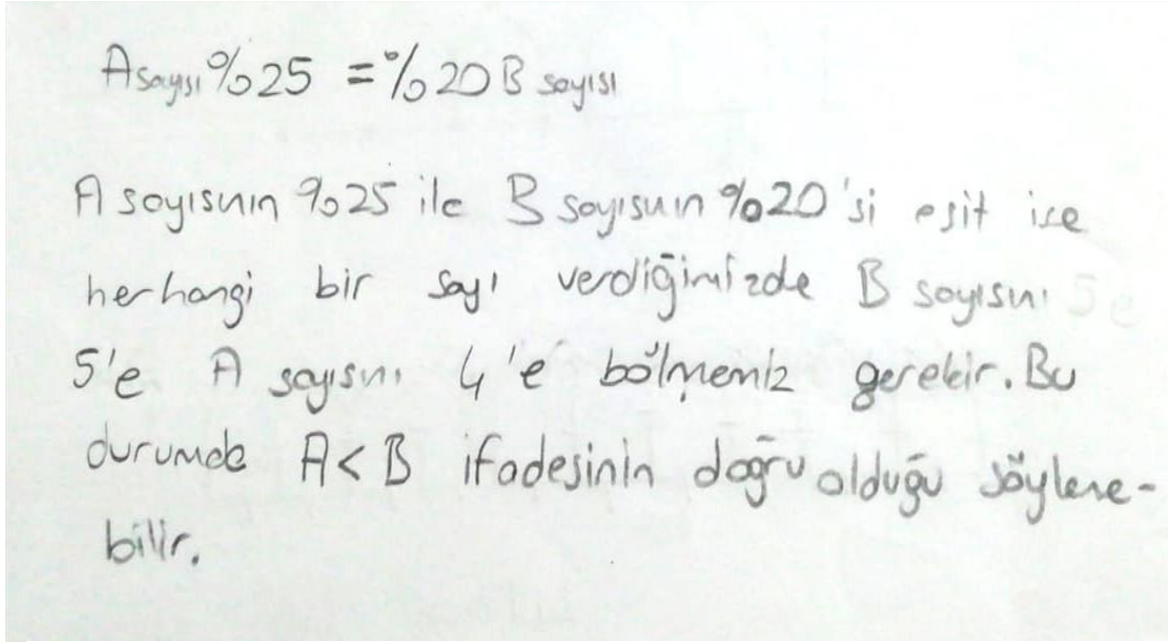 A sayısı %25 = %20 B sayısı
A sayısının %25 ile B sayısının %20'si eşit ise
herhangi bir sayı verdiğimizde B sayısını 5e
5'e A sayısını 4'e bölmemiz gerekir. Bu
durumda A < B ifadesinin doğru olduğu söylene-
bilir.